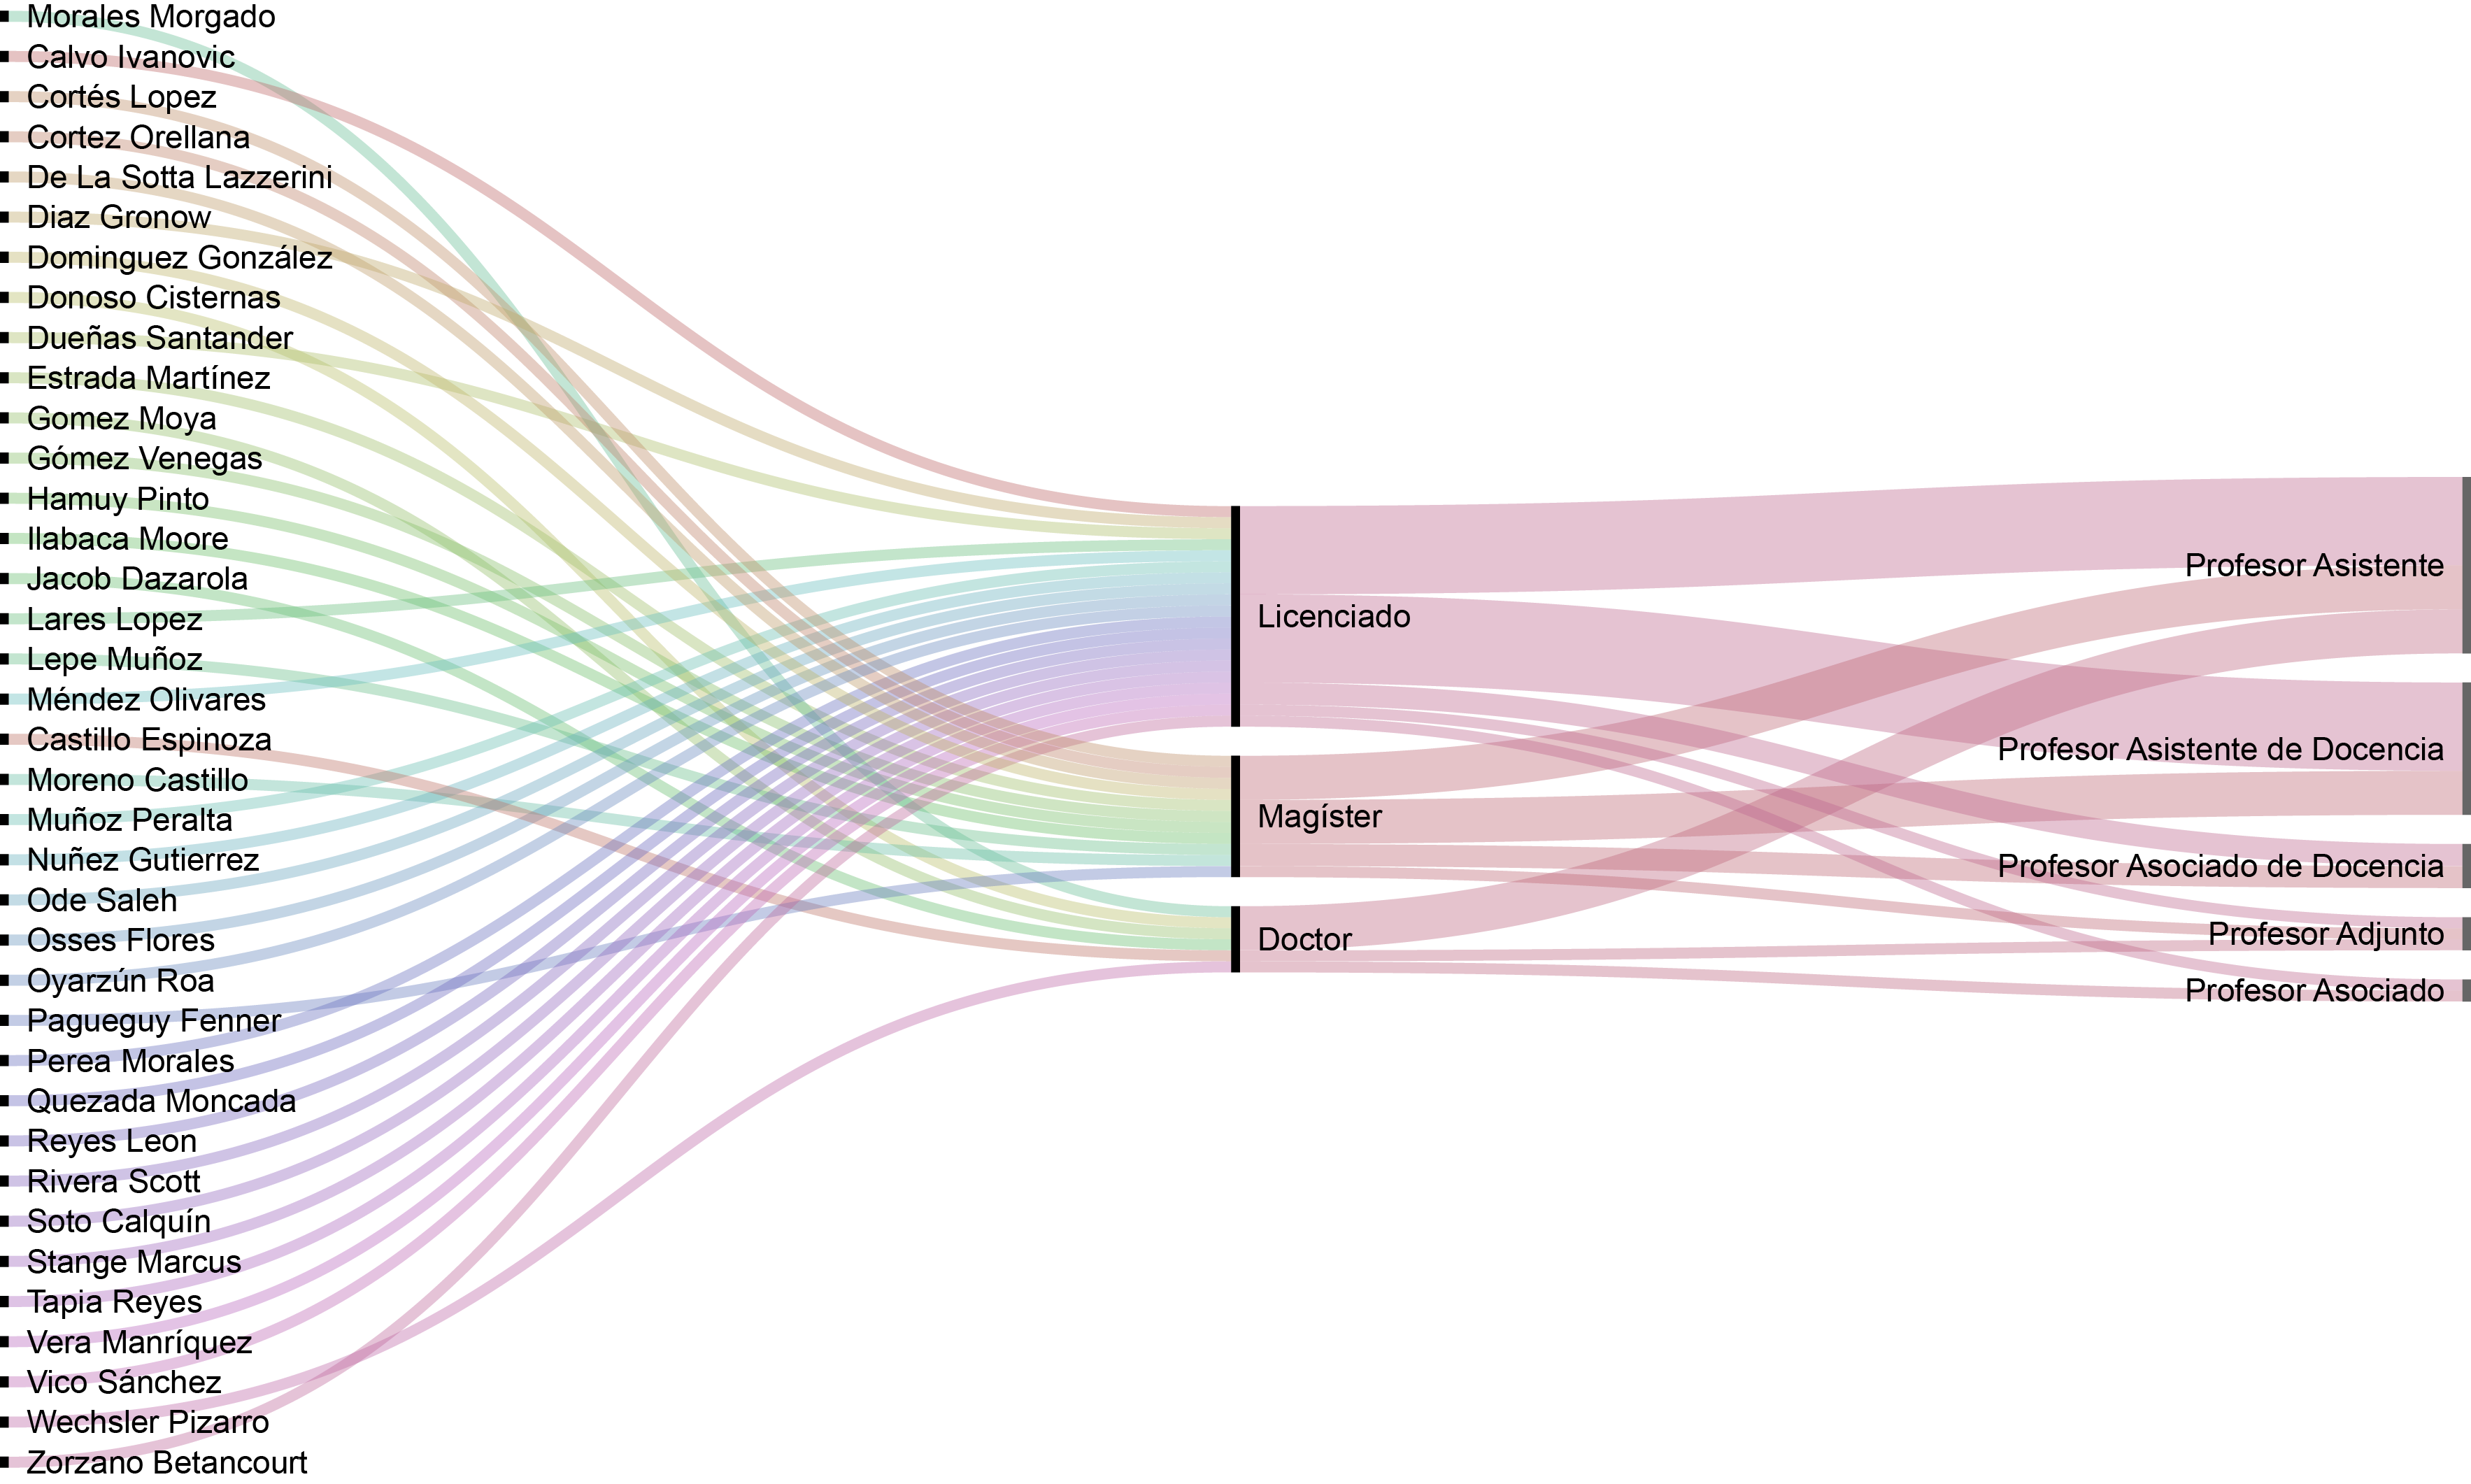 Morales Morgado
Calvo Ivanovic
Cortés Lopez
Cortez Orellana
De La Sotta Lazzerini
Diaz Gronow
Dominguez González
Donoso Cisternas
Dueñas Santander
Estrada Martínez
Gomez Moya
Gómez Venegas
Hamuy Pinto
Ilabaca Moore
Jacob Dazarola
Lares Lopez
Lepe Muñoz
Méndez Olivares
Castillo Espinoza
Moreno Castillo
Muñoz Peralta
Nuñez Gutierrez
Ode Saleh
Osses Flores
Oyarzún Roa
Pagueguy Fenner
Perea Morales
Quezada Moncada
Reyes Leon
Rivera Scott
Soto Calquín
Stange Marcus
Tapia Reyes
Vera Manríquez
Vico Sánchez
Wechsler Pizarro
Zorzano Betancourt
Licenciado
Magíster
Doctor
Profesor Asistente
Profesor Asistente de Docencia
Profesor Asociado de Docencia
Profesor Adjunto
Profesor Asociado